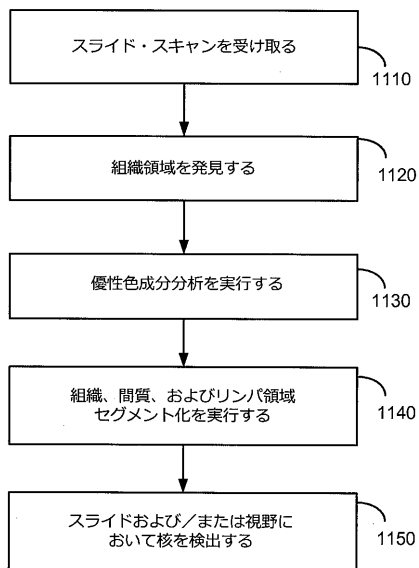 スライド・スキャンを受け取る
1110
組織領域を発見する
1120
優性色成分分析を実行する
1130
組織、間質、およびリンパ領域
セグメント化を実行する
1140
スライドおよび／または視野に
おいて核を検出する
1150